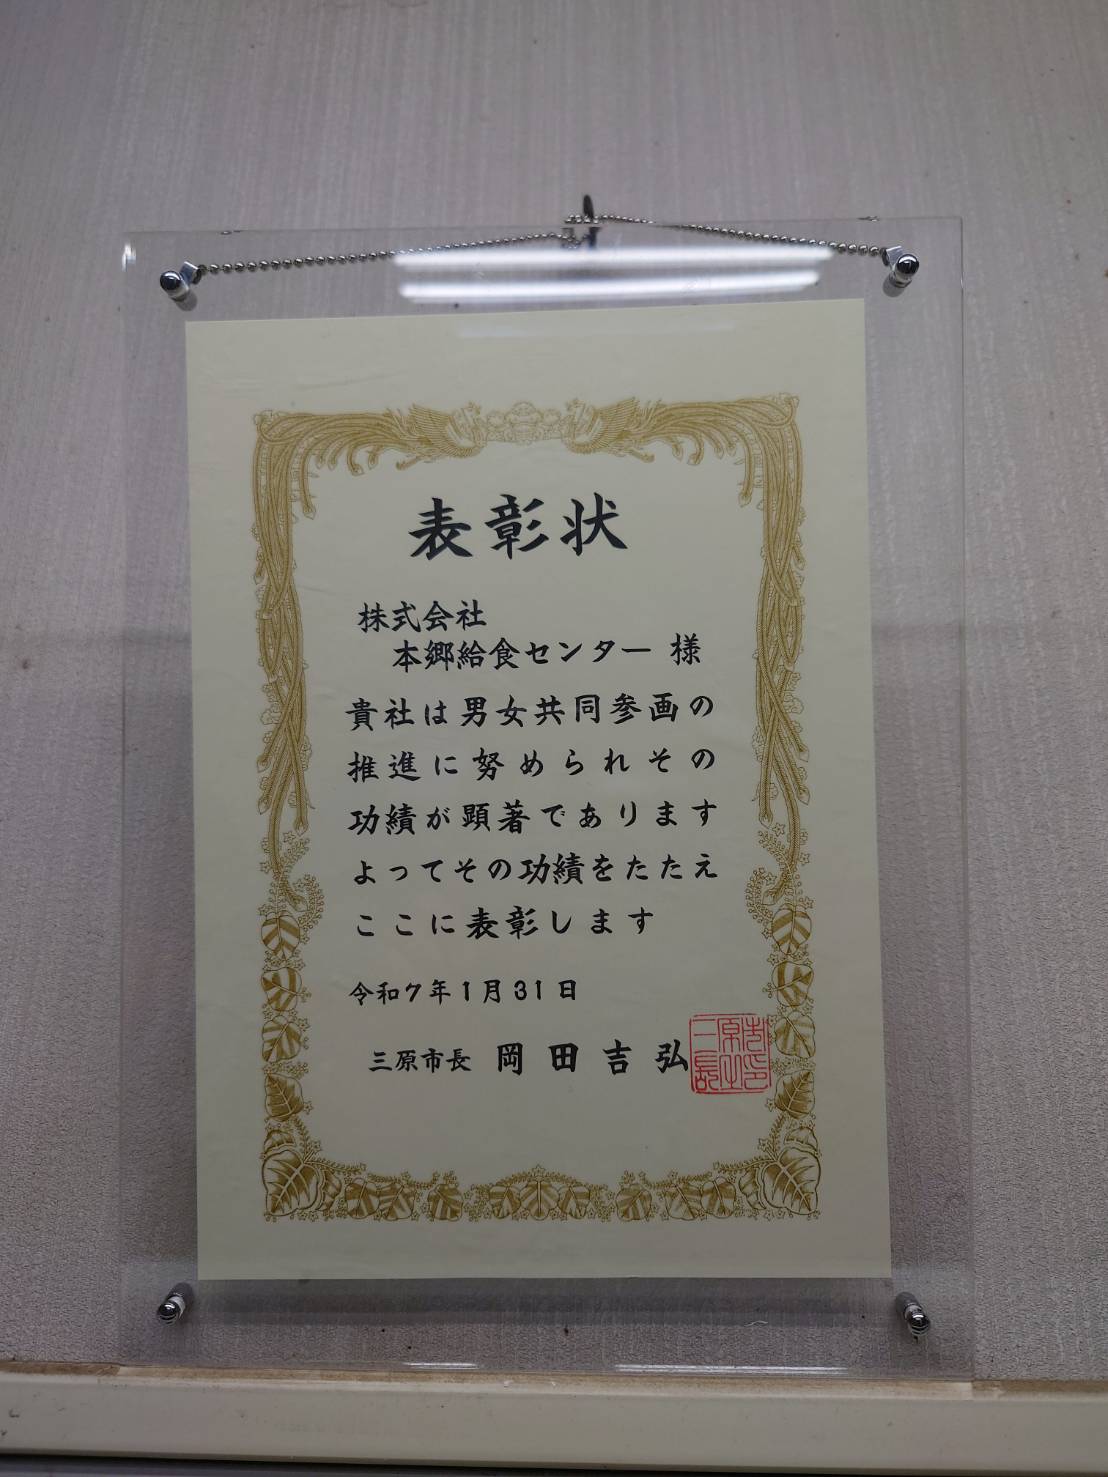 表彰状
株式会社
本郷給食センター 様
貴社は男女共同参画の
推進に努められその
功績が顕著であります
よってその功績をたたえ
ここに表彰します
令和7年1月31日
三原市長 岡田吉弘